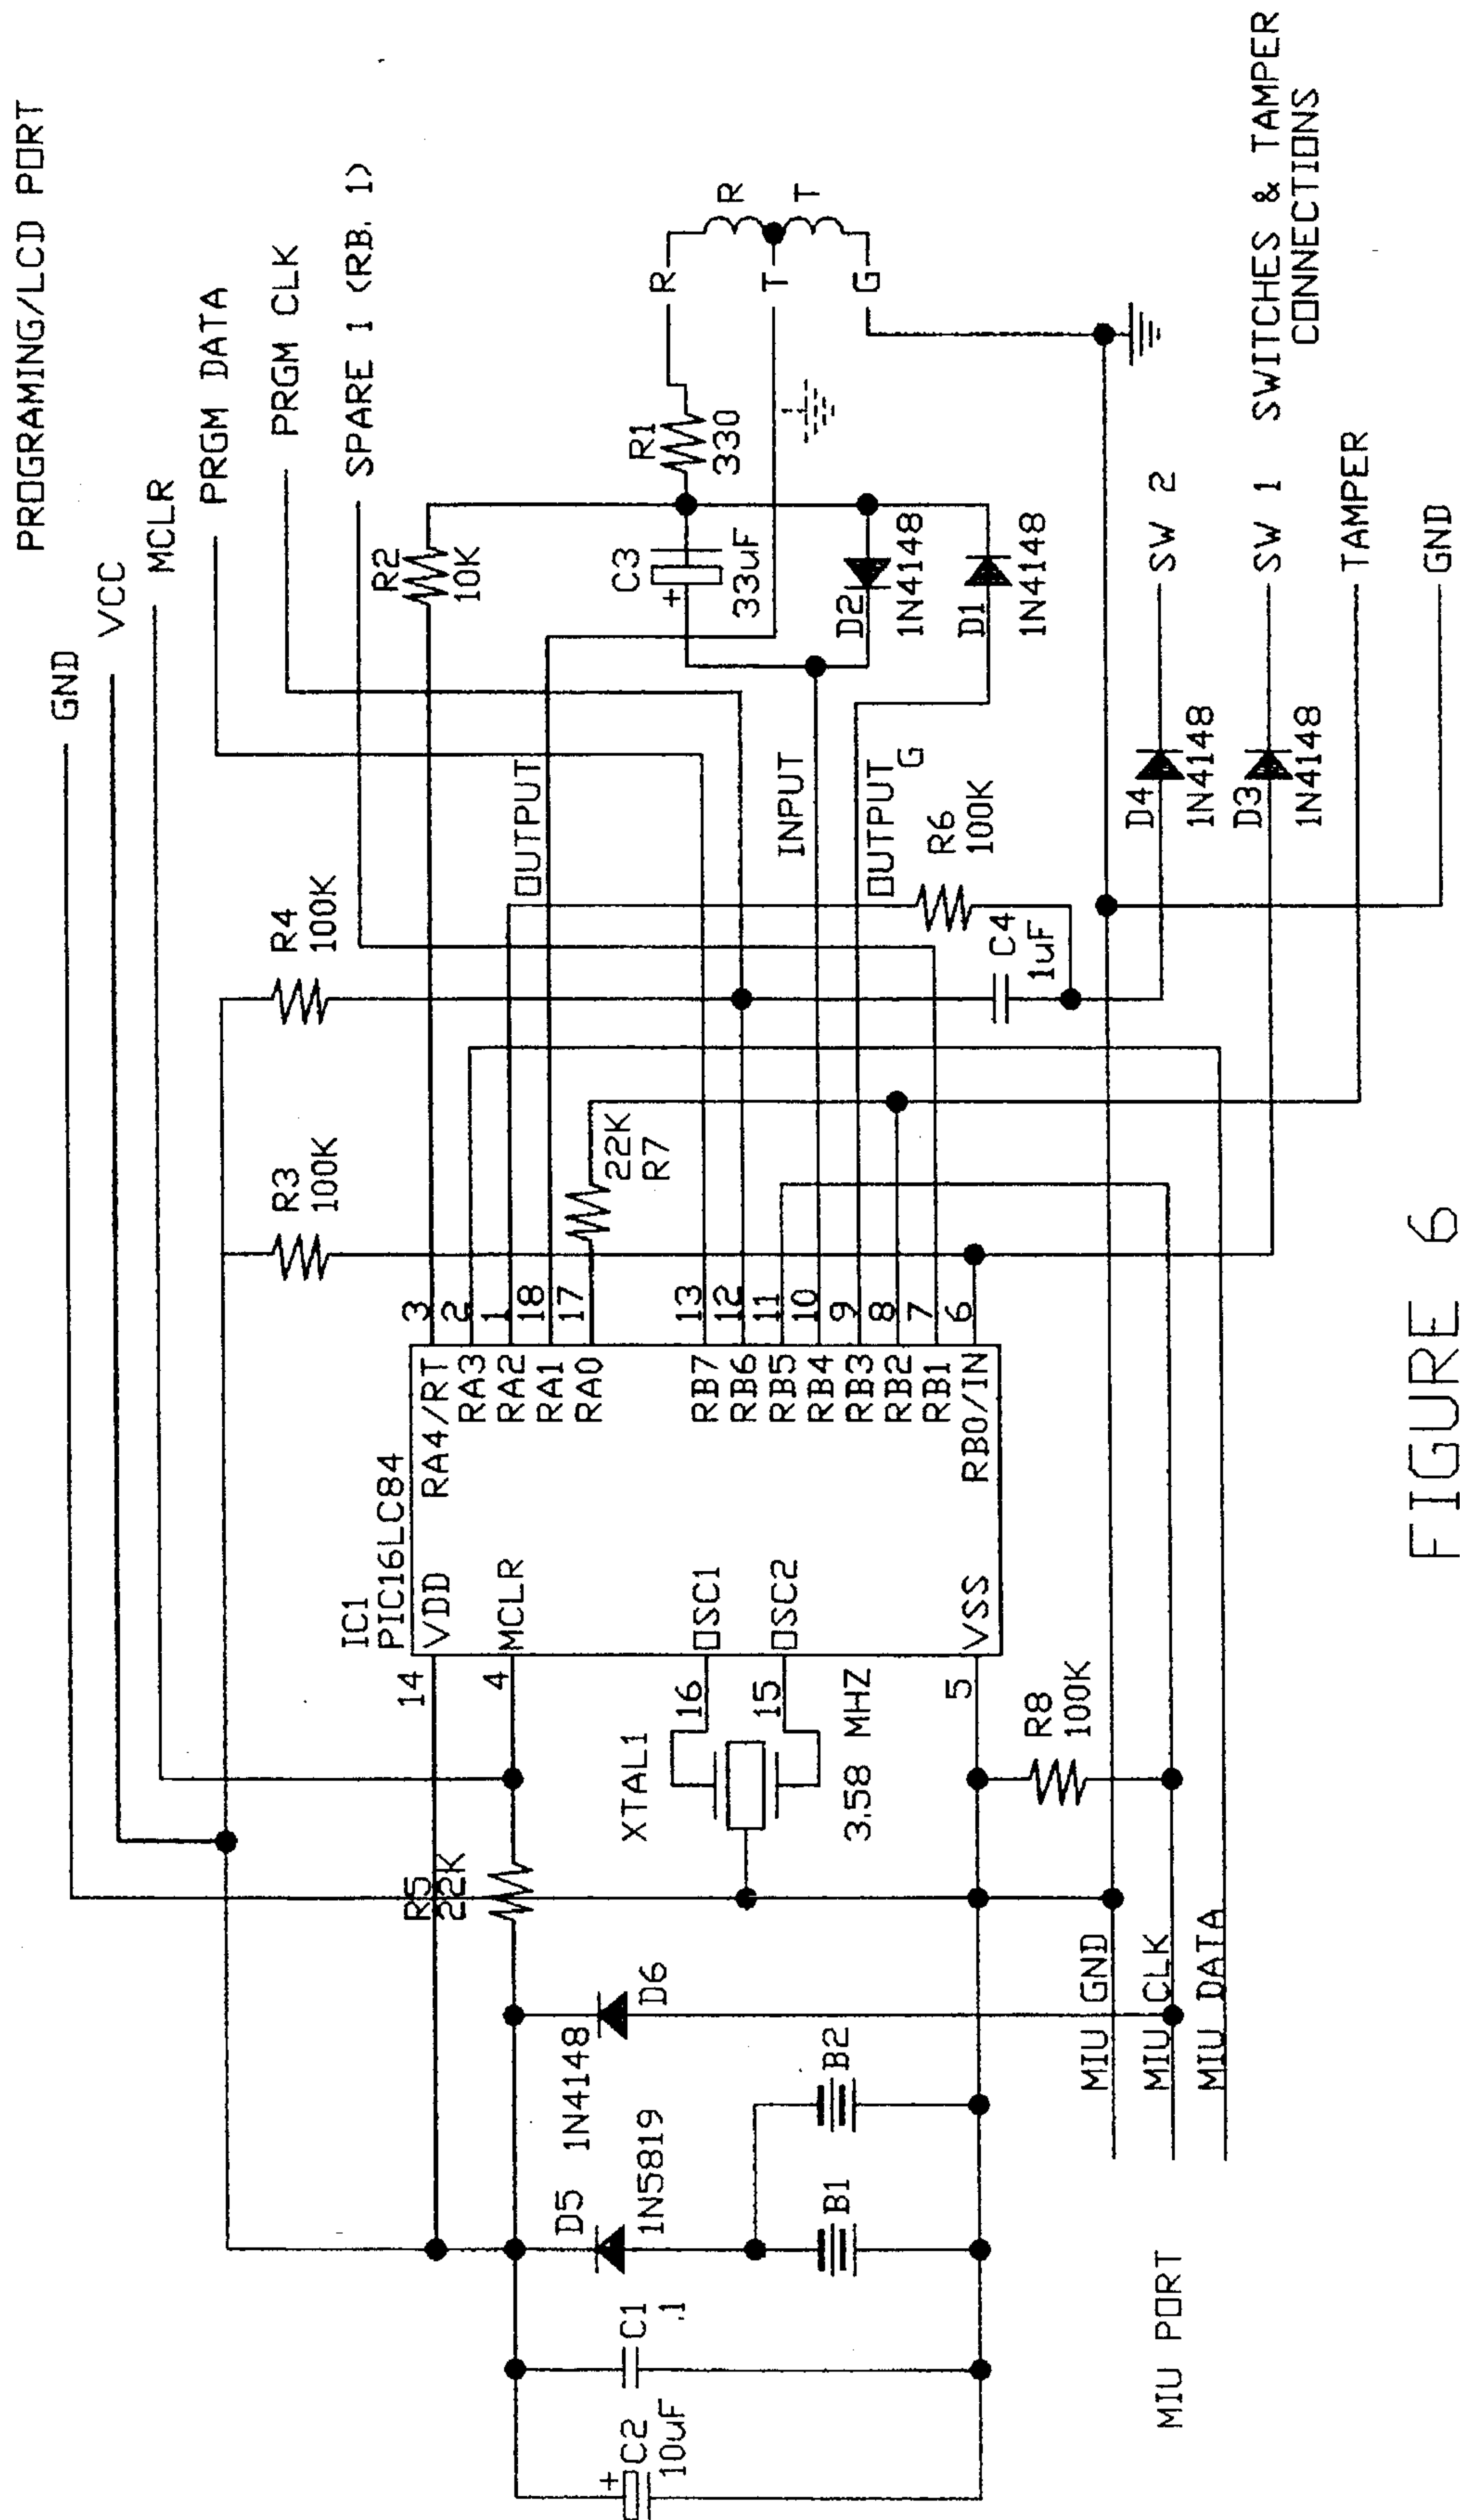 PROGRAMING/LCD PORT
GND
VCC
MCLR
PRGM DATA
PRGM CLK
SPARE 1 (RB. 1)
R3
100K
R4
100K
IC1
PIC16LC84
14
VDD
4
MCLR
16
OSC1
15
OSC2
5
VSS
RA4/RT
3
RA3
2
RA2
1
RA1
18
RA0
17
RB7
13
RB6
12
RB5
11
RB4
10
RB3
9
RB2
8
RB1
7
RB0/IN
6
R5
22K
XTAL1
3.58 MHZ
R8
100K
22K
R7
OUTPUT
INPUT
OUTPUT
G
R6
100K
C4
1uF
R2
10K
C3
+
33uF
D2
1N4148
D1
1N4148
R1
330
R
T
G
R
T
D4
1N4148
SW 2
D3
1N4148
SW 1
SWITCHES & TAMPER
CONNECTIONS
TAMPER
GND
D6
1N4148
D5
1N5819
B2
B1
C1
.1
+
C2
10uF
MIU GND
MIU CLK
MIU DATA
MIU PORT
FIGURE 6